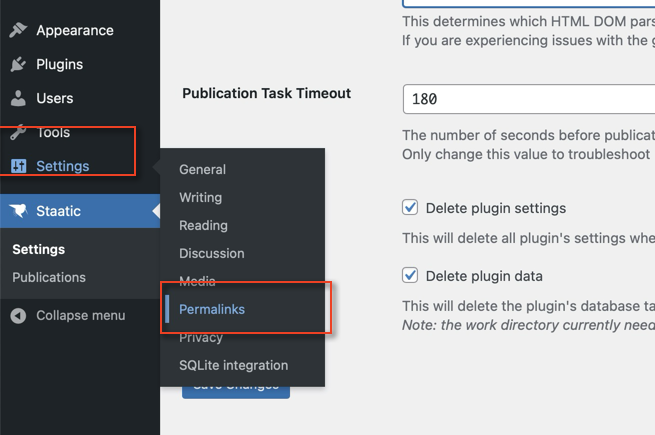 Appearance
Plugins
Users
Tools
Settings
Staatic
Settings
Publications
Collapse menu
General
Writing
Reading
Discussion
Media
Permalinks
Privacy
SQLite integration
This determines which HTML DOM pars
If you are experiencing issues with the g
Publication Task Timeout
180
The number of seconds before publicat
Only change this value to troubleshoot
Delete plugin settings
This will delete all plugin's settings whe
Delete plugin data
This will delete the plugin's database ta
Note: the work directory currently need
Save Changes